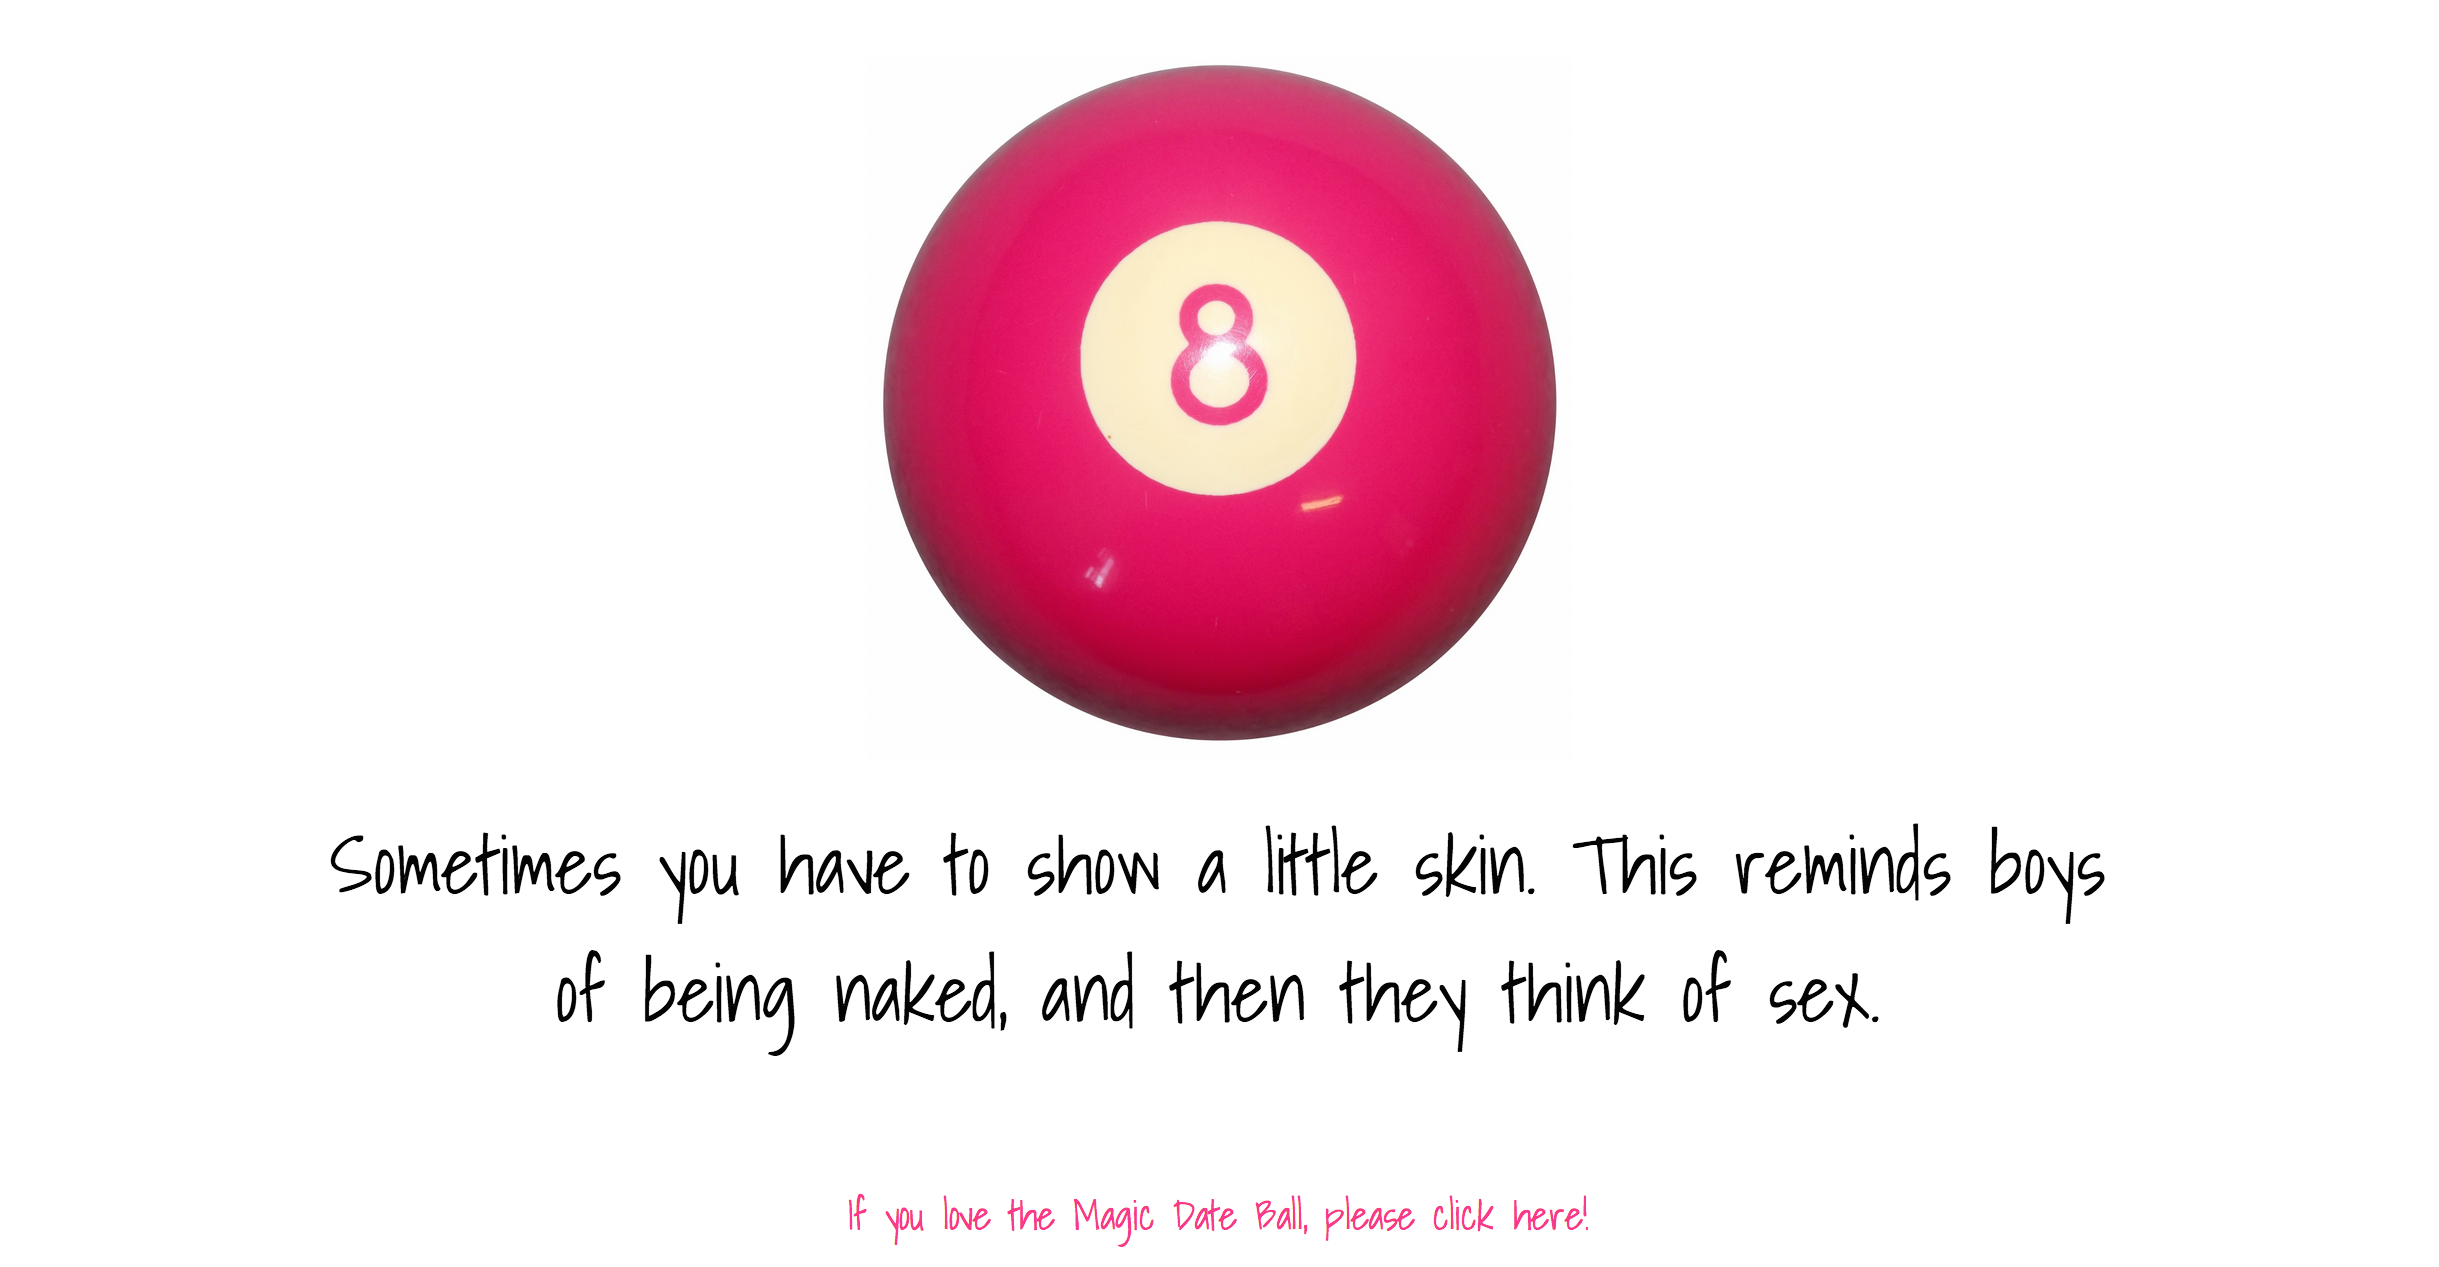 8
Sometimes you have to show a little skin. This reminds boys
of being naked, and then they think of sex.
If you love the Magic Date Ball, please click here!